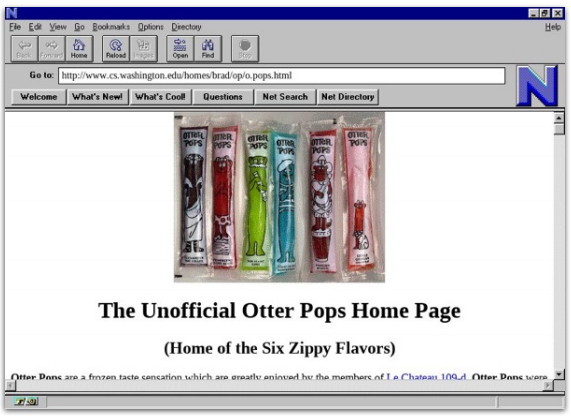 N
File Edit View Go Bookmarks Options Directory Help
Back Forward Home Reload Images Open Find Stop
Go to: http://www.cs.washington.edu/homes/brad/op/o.pops.html
N
Welcome What's New! What's Cool! Questions Net Search Net Directory
OTTER POPS OTTER POPS OTTER POPS OTTER POPS OTTER POPS OTTER POPS
The Unofficial Otter Pops Home Page
(Home of the Six Zippy Flavors)
Otter Pops are a frozen taste sensation which are greatly enjoyed by the members of Le Chateau 109-d. Otter Pops were